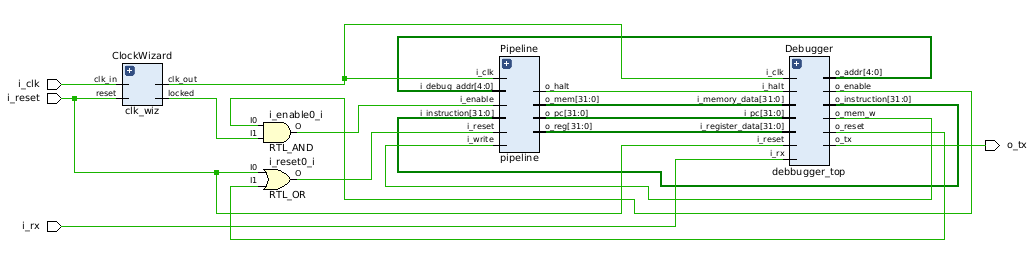 ClockWizard
clk_in
reset
clk_out
locked
clk_wiz
i_clk
i_reset
i_rx
i_enable0_i
I0
I1
O
RTL_AND
i_reset0_i
I0
I1
O
RTL_OR
Pipeline
i_clk
i_debug_addr[4:0]
i_enable
i_instruction[31:0]
i_reset
i_write
o_halt
o_mem[31:0]
o_pc[31:0]
o_reg[31:0]
pipeline
Debugger
i_clk
i_halt
i_memory_data[31:0]
i_pc[31:0]
i_register_data[31:0]
i_reset
i_rx
o_addr[4:0]
o_enable
o_instruction[31:0]
o_mem_w
o_reset
o_tx
debbugger_top
o_tx